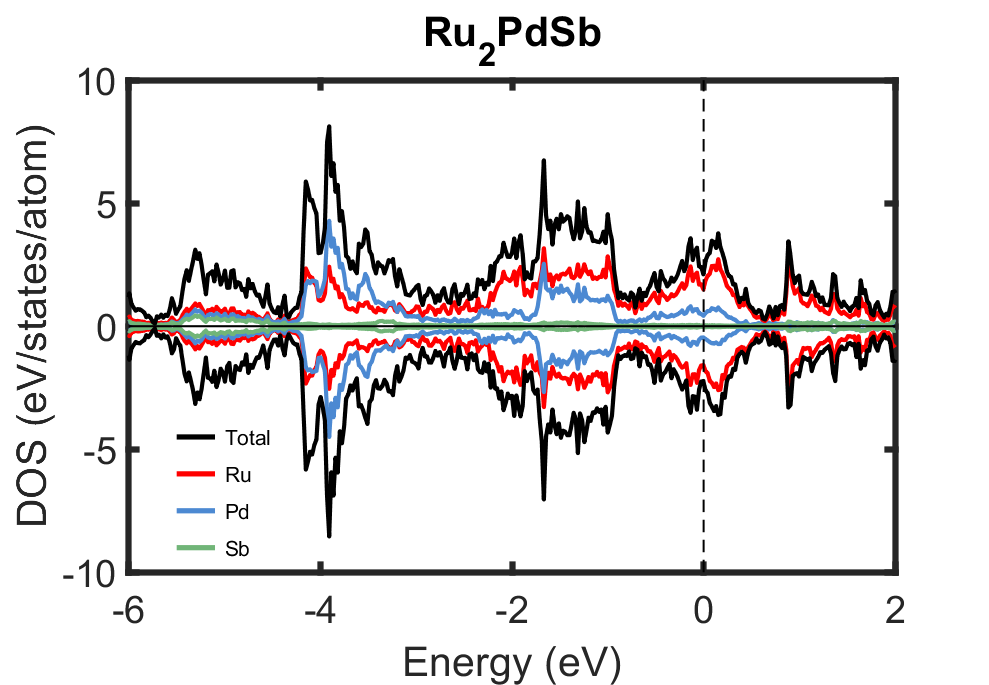 Ru₂PdSb
DOS (eV/states/atom)
10
5
0
-5
-10
Total
Ru
Pd
Sb
-6 -4 -2 0 2
Energy (eV)